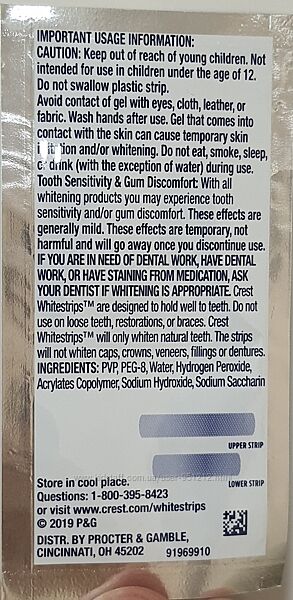 IMPORTANT USAGE INFORMATION:
CAUTION: Keep out of reach of young children. Not
intended for use in children under the age of 12.
Do not swallow plastic strip.
Avoid contact of gel with eyes, cloth, leather, or
fabric. Wash hands after use. Gel that comes into
contact with the skin can cause temporary skin
irritation and/or whitening. Do not eat, smoke, sleep,
or drink (with the exception of water) during use.
Tooth Sensitivity & Gum Discomfort: With all
whitening products you may experience tooth
sensitivity and/or gum discomfort. These effects are
generally mild. These effects are temporary, not
harmful and will go away once you discontinue use.
IF YOU ARE IN NEED OF DENTAL WORK, HAVE DENTAL
WORK, OR HAVE STAINING FROM MEDICATION, ASK
YOUR DENTIST IF WHITENING IS APPROPRIATE. Crest
Whitestrips™ are designed to hold well to teeth. Do not
use on loose teeth, restorations, or braces. Crest
Whitestrips™ will only whiten natural teeth. The strips
will not whiten caps, crowns, veneers, fillings or dentures.
INGREDIENTS: PVP, PEG-8, Water, Hydrogen Peroxide,
Acrylates Copolymer, Sodium Hydroxide, Sodium Saccharin
UPPER STRIP
LOWER STRIP
Store in cool place.
Questions: 1-800-395-8423
or visit www.crest.com/whitestrips
© 2019 P&G
DISTR. BY PROCTER & GAMBLE,
CINCINNATI, OH 45202 91969910